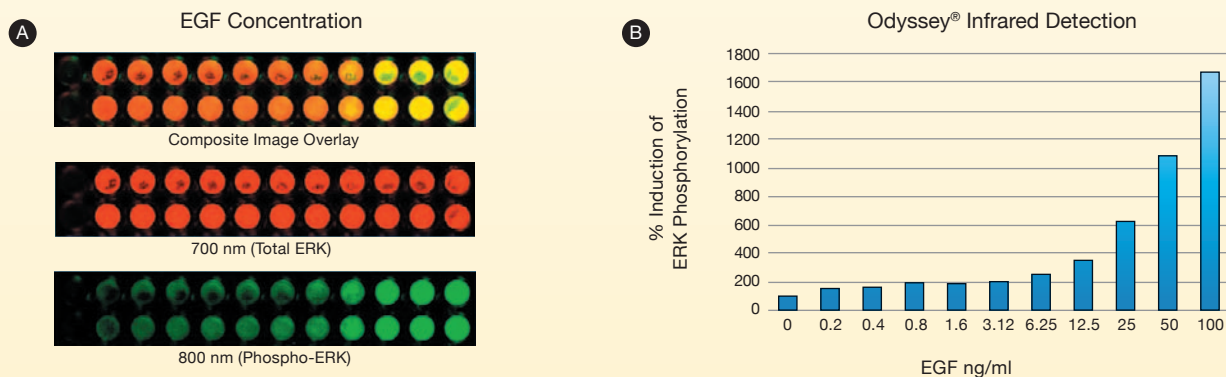 A
EGF Concentration
Composite Image Overlay
700 nm (Total ERK)
800 nm (Phospho-ERK)
B
Odyssey® Infrared Detection
% Induction of
ERK Phosphorylation
1800
1600
1400
1200
1000
800
600
400
200
0
0 0.2 0.4 0.8 1.6 3.12 6.25 12.5 25 50 100
EGF ng/ml